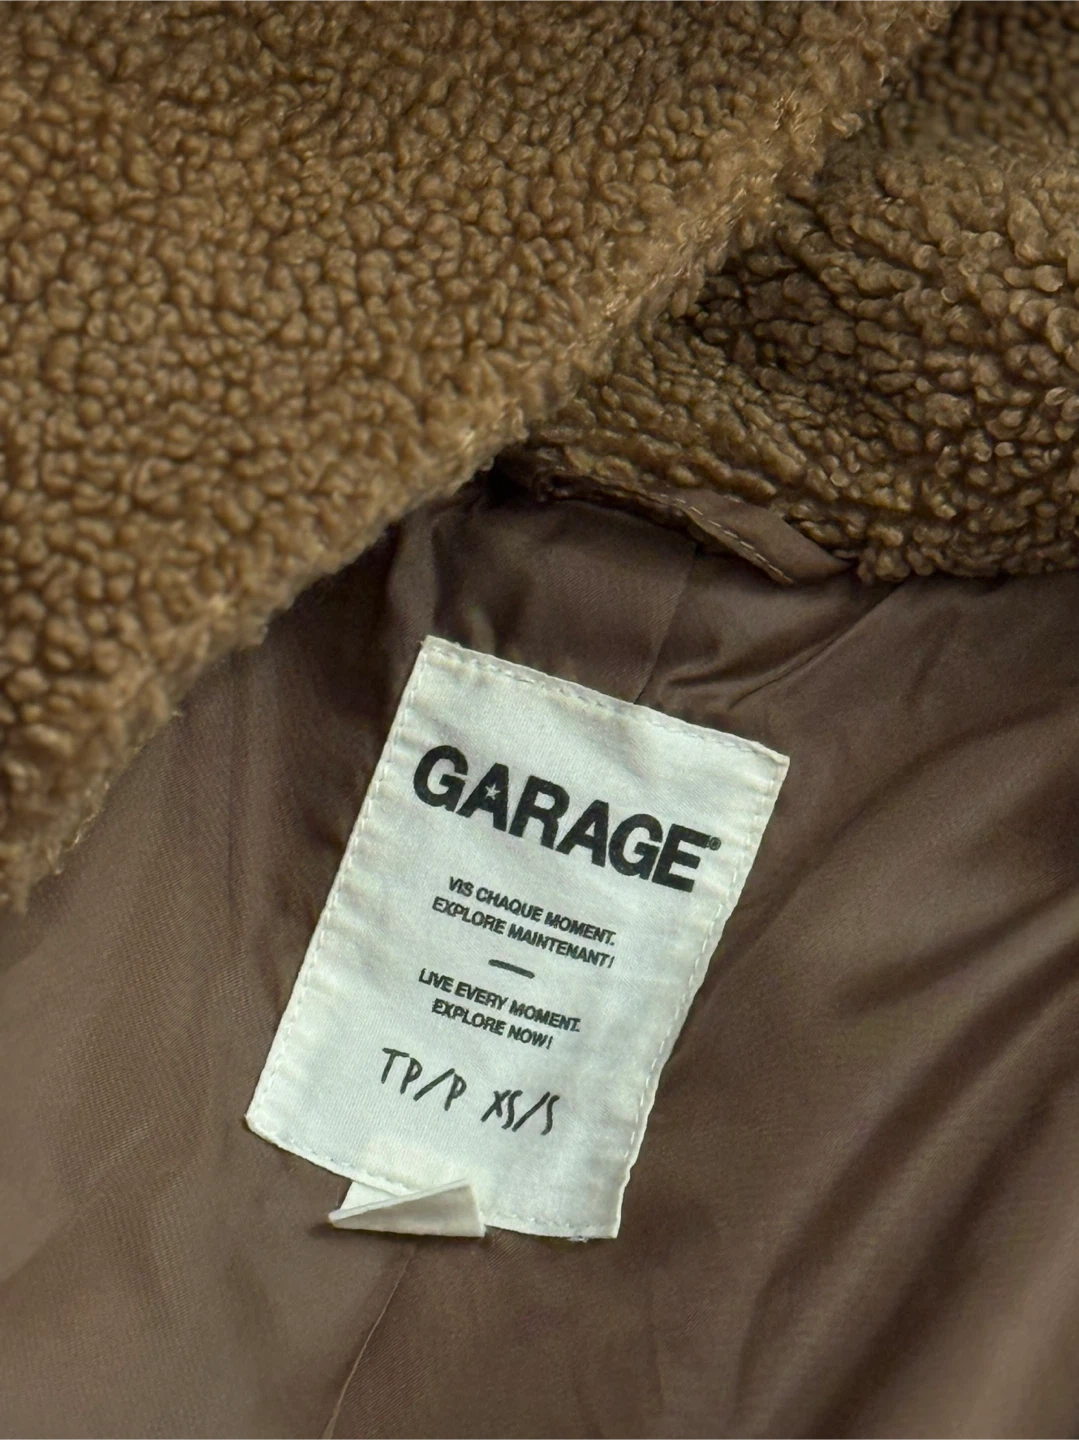 GARAGE®
VIS CHAQUE MOMENT.
EXPLORE MAINTENANT!
LIVE EVERY MOMENT.
EXPLORE NOW!
TP/P XS/S